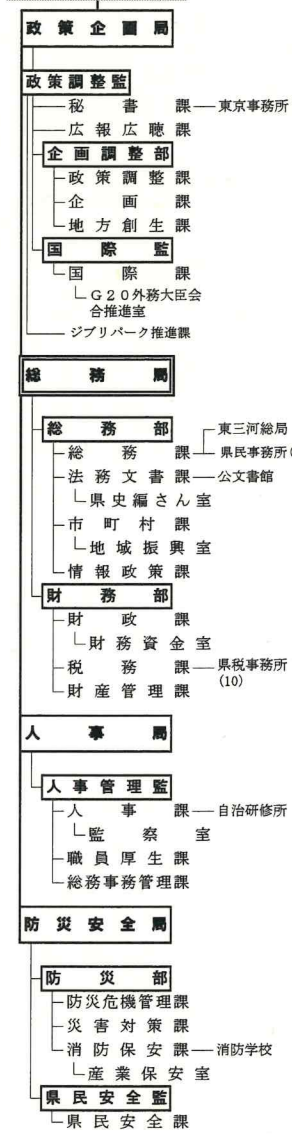 政策企画局
政策調整監
秘書課 東京事務所
広報広聴課
企画調整部
政策調整課
企画課
地方創生課
国際監
国際課
G20外務大臣会
合推進室
ジブリパーク推進課
総務局
総務部 東三河総局
総務課 県民事務所(
法務文書課 公文書館
県史編さん室
市町村課
地域振興室
情報政策課
財務部
財政課
財務資金室
税務課 県税事務所
(10)
財産管理課
人事局
人事管理監
人事課 自治研修所
監察室
職員厚生課
総務事務管理課
防災安全局
防災部
防災危機管理課
災害対策課
消防保安課 消防学校
産業保安室
県民安全監
県民安全課